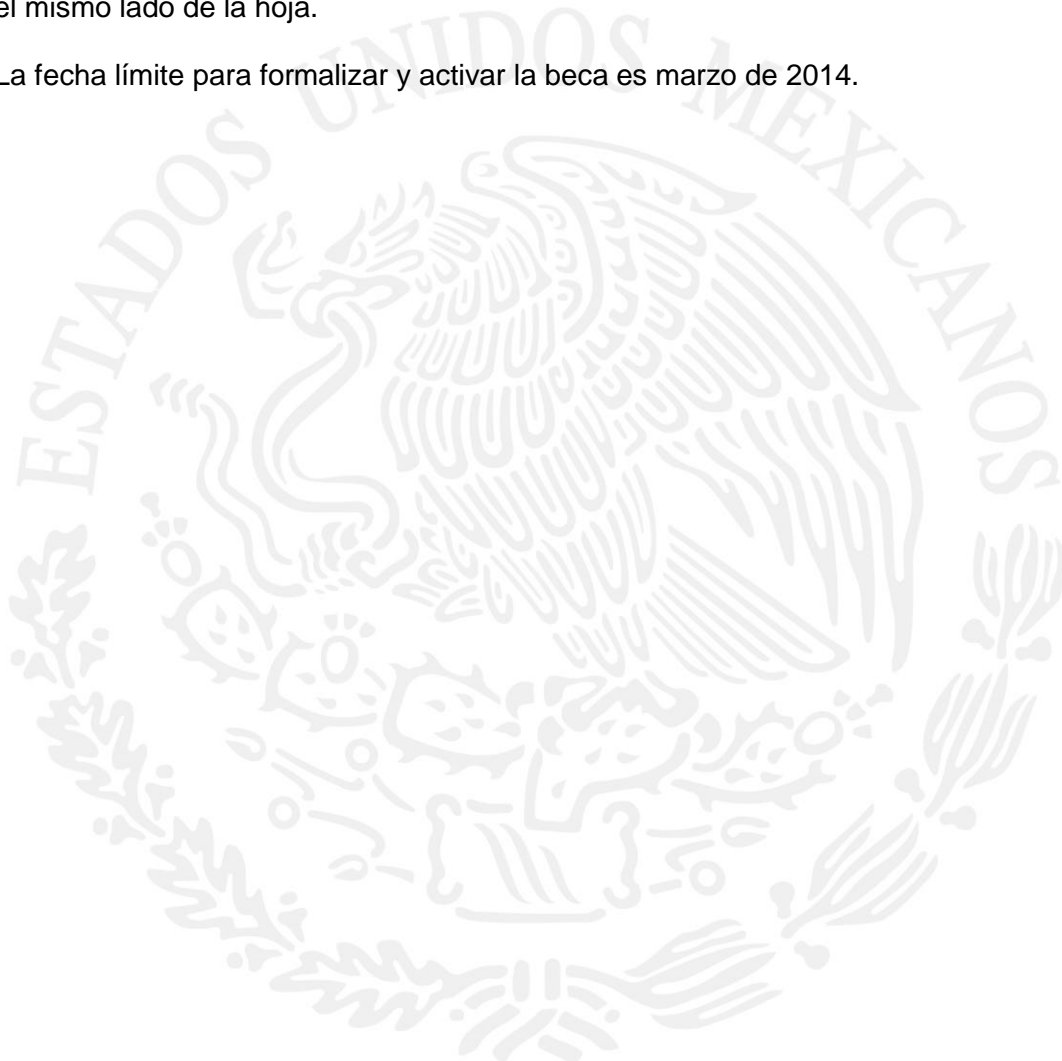 el mismo lado de la hoja.
La fecha límite para formalizar y activar la beca es marzo de 2014.
ESTADOS UNIDOS MEXICANOS